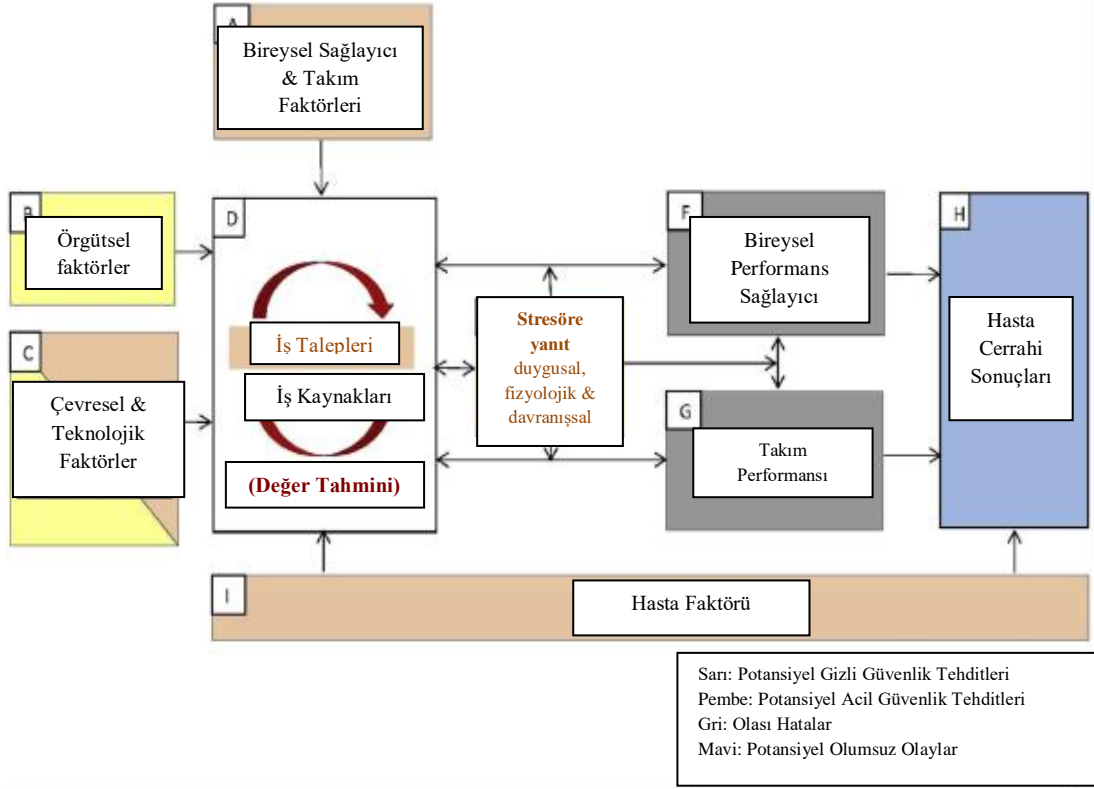 A
Bireysel Sağlayıcı
& Takım
Faktörleri
B
Örgütsel
faktörler
C
Çevresel &
Teknolojik
Faktörler
D
İş Talepleri
İş Kaynakları
(Değer Tahmini)
Stresöre
yanıt
duygusal,
fizyolojik &
davranışsal
F
Bireysel
Performans
Sağlayıcı
G
Takım
Performansı
H
Hasta
Cerrahi
Sonuçları
I
Hasta Faktörü
Sarı: Potansiyel Gizli Güvenlik Tehditleri
Pembe: Potansiyel Acil Güvenlik Tehditleri
Gri: Olası Hatalar
Mavi: Potansiyel Olumsuz Olaylar